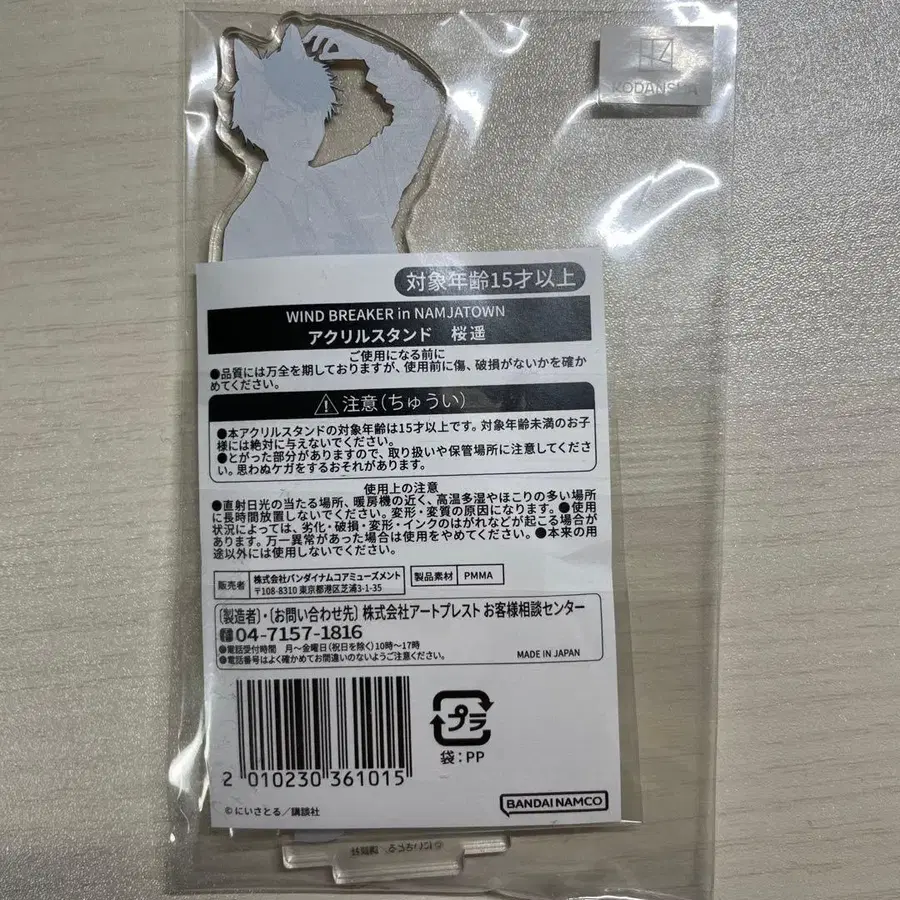 KODANSHA
対象年齢15才以上
WIND BREAKER in NAMJATOWN
アクリルスタンド 桜遥
ご使用になる前に
●品質には万全を期しておりますが、使用前に傷、破損がないかを確か
めてください。
注意(ちゅうい)
●本アクリルスタンドの対象年齢は15才以上です。対象年齢未満のお子
様には絶対に与えないでください。
●とがった部分がありますので、取り扱いや保管場所に注意してくださ
い。思わぬケガをするおそれがあります。
使用上の注意
●直射日光の当たる場所、暖房機の近く、高温多湿やほこりの多い場所
に長時間放置しないでください。変形・変質の原因になります。●使用
状況によっては、劣化・破損・変形・インクのはがれなどが起こる場合が
あります。万一異常があった場合は使用をやめてください。●本来の用
途以外には使用しないでください。
販売者 株式会社バンダイナムコアミューズメント
〒108-8310 東京都港区芝浦3-1-35
製品素材 PMMA
〔製造者〕・〔お問い合わせ先〕株式会社アートプレスト お客様相談センター
04-7157-1816
●電話受付時間 月～金曜日(祝日を除く)10時～17時
●電話番号はよく確かめてお間違いのないようご注意ください。
MADE IN JAPAN
2 010230 361015
プラ
袋:PP
©にいさとる/講談社
BANDAI NAMCO
©にいさとる/講談社